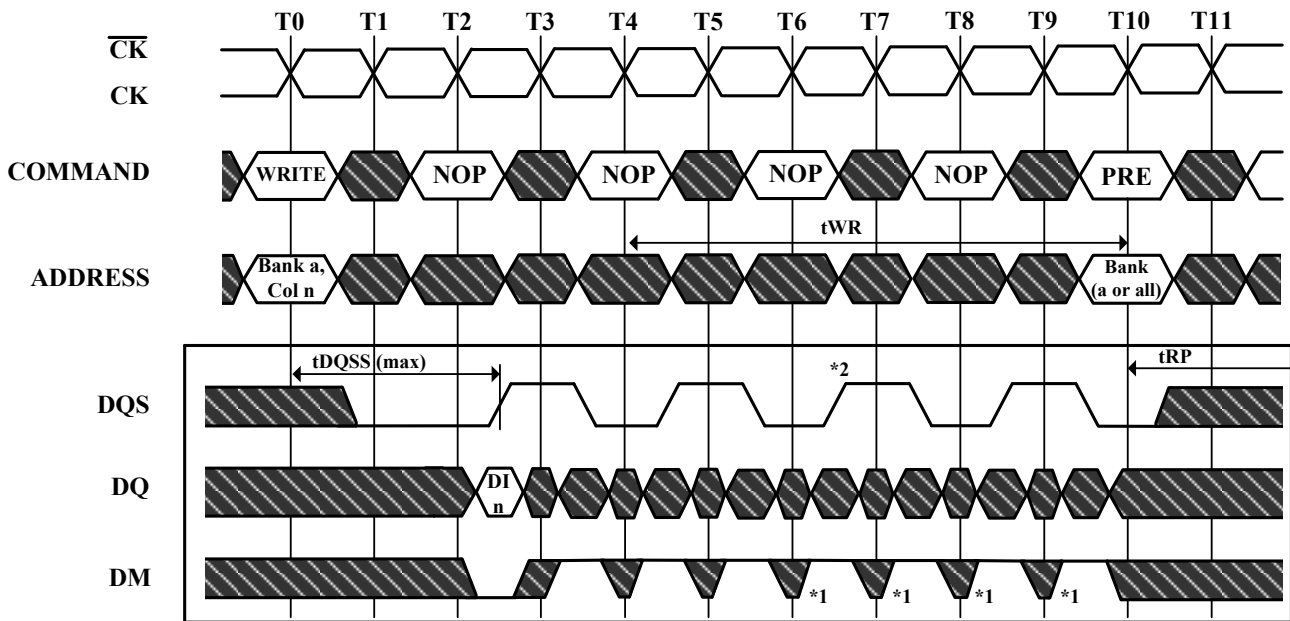 T0 T1 T2 T3 T4 T5 T6 T7 T8 T9 T10 T11
CK
CK
COMMAND WRITE NOP NOP NOP NOP PRE
tWR
ADDRESS Bank a, Bank
Col n (a or all)
tDQSS (max) tRP
*2
DQS
DQ DI
n
DM
*1 *1 *1 *1